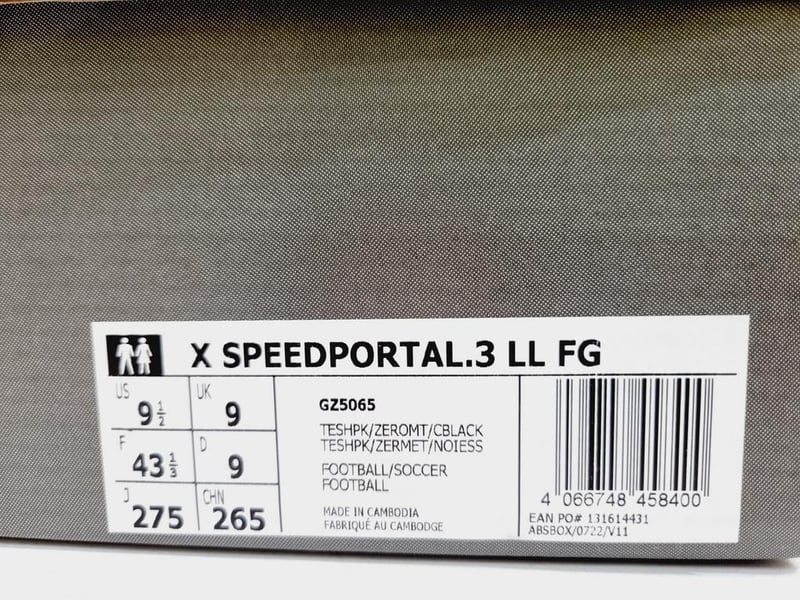 X SPEEDPORTAL.3 LL FG
US 9 1/2
UK 9
F 43 1/3
D 9
J 275
CHN 265
GZ5065
TESHPK/ZEROMT/CBLACK
TESHPK/ZERMET/NOIESS
FOOTBALL/SOCCER
FOOTBALL
MADE IN CAMBODIA
FABRIQUÉ AU CAMBODGE
4 066748 458400
EAN PO# 131614431
ABSBOX/0722/V11